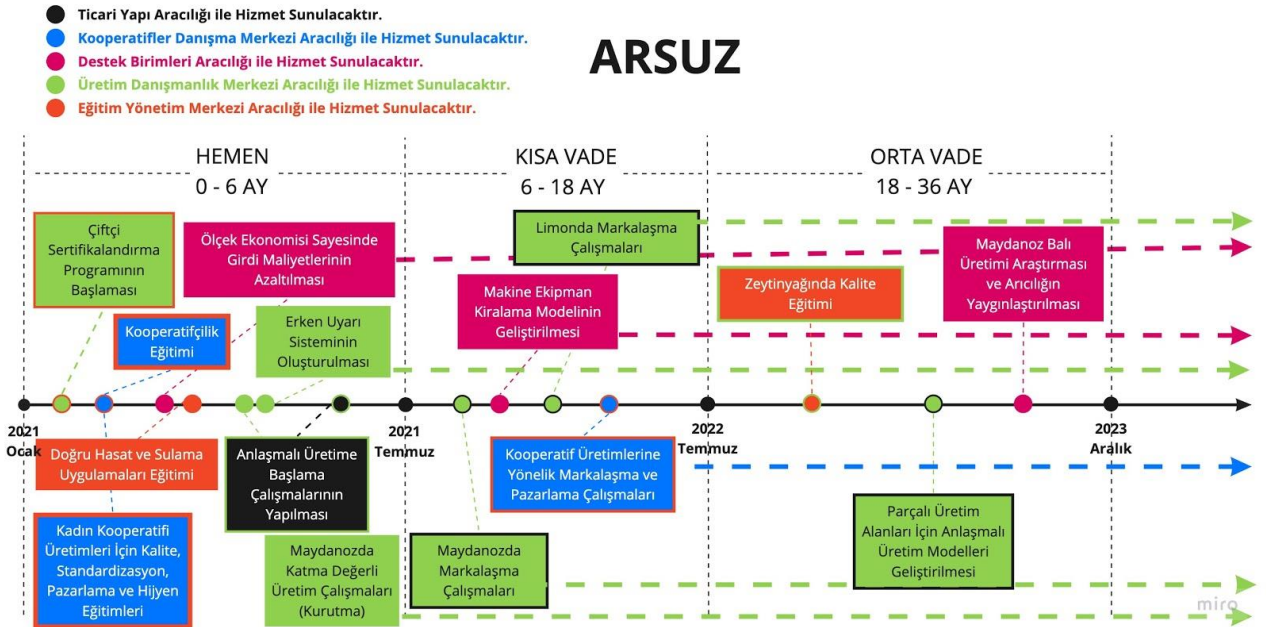 Ticari Yapı Aracılığı ile Hizmet Sunulacaktır.
Kooperatifler Danışma Merkezi Aracılığı ile Hizmet Sunulacaktır.
Destek Birimleri Aracılığı ile Hizmet Sunulacaktır.
Üretim Danışmanlık Merkezi Aracılığı ile Hizmet Sunulacaktır.
Eğitim Yönetim Merkezi Aracılığı ile Hizmet Sunulacaktır.
ARSUZ
HEMEN
0 - 6 AY
KISA VADE
6 - 18 AY
ORTA VADE
18 - 36 AY
Çiftçi
Sertifikalandırma
Programının
Başlaması
Ölçek Ekonomisi Sayesinde
Girdi Maliyetlerinin
Azaltılması
Kooperatifçilik
Eğitimi
Erken Uyarı
Sisteminin
Oluşturulması
Limonda Markalaşma
Çalışmaları
Makine Ekipman
Kiralama Modelinin
Geliştirilmesi
Zeytinyağında Kalite
Eğitimi
Maydanoz Balı
Üretimi Araştırması
ve Arıcılığın
Yaygınlaştırılması
2021
Ocak
2021
Temmuz
2022
Temmuz
2023
Aralık
Doğru Hasat ve Sulama
Uygulamaları Eğitimi
Anlaşmalı Üretime
Başlama
Çalışmalarının
Yapılması
Kooperatif Üretimlerine
Yönelik Markalaşma ve
Pazarlama Çalışmaları
Kadın Kooperatifi
Üretimleri İçin Kalite,
Standardizasyon,
Pazarlama ve Hijyen
Eğitimleri
Maydanozda
Katma Değerli
Üretim Çalışmaları
(Kurutma)
Maydanozda
Markalaşma
Çalışmaları
Parçalı Üretim
Alanları İçin Anlaşmalı
Üretim Modelleri
Geliştirilmesi
miro